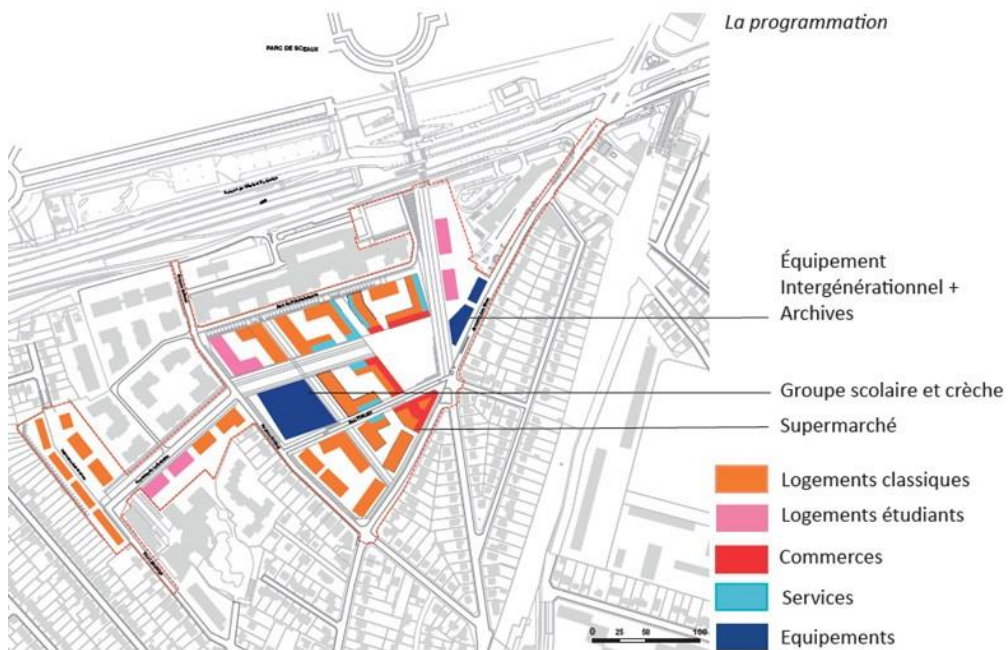 La programmation
PARC DE SCEAUX
Équipement
Intergénérationnel +
Archives
Groupe scolaire et crèche
Supermarché
Logements classiques
Logements étudiants
Commerces
Services
Equipements
0 25 50 100